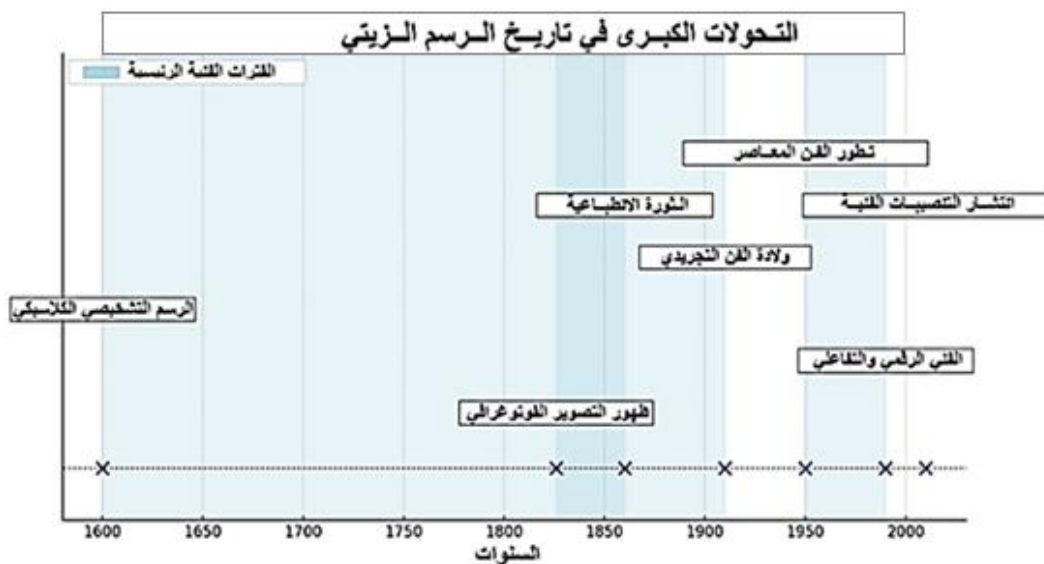 التحولات الكبرى في تاريخ الرسم الزيتي
الفترات الفنية الرئيسية
تطور الفن المعاصر
الثورة الانطباعية
انتشار التنصيبات الفنية
ولادة الفن التجريدي
الرسم التشخيصي الكلاسيكي
الفني الرقمي والتفاعلي
ظهور التصوير الفوتوغرافي
1600 1650 1700 1750 1800 1850 1900 1950 2000
السنوات